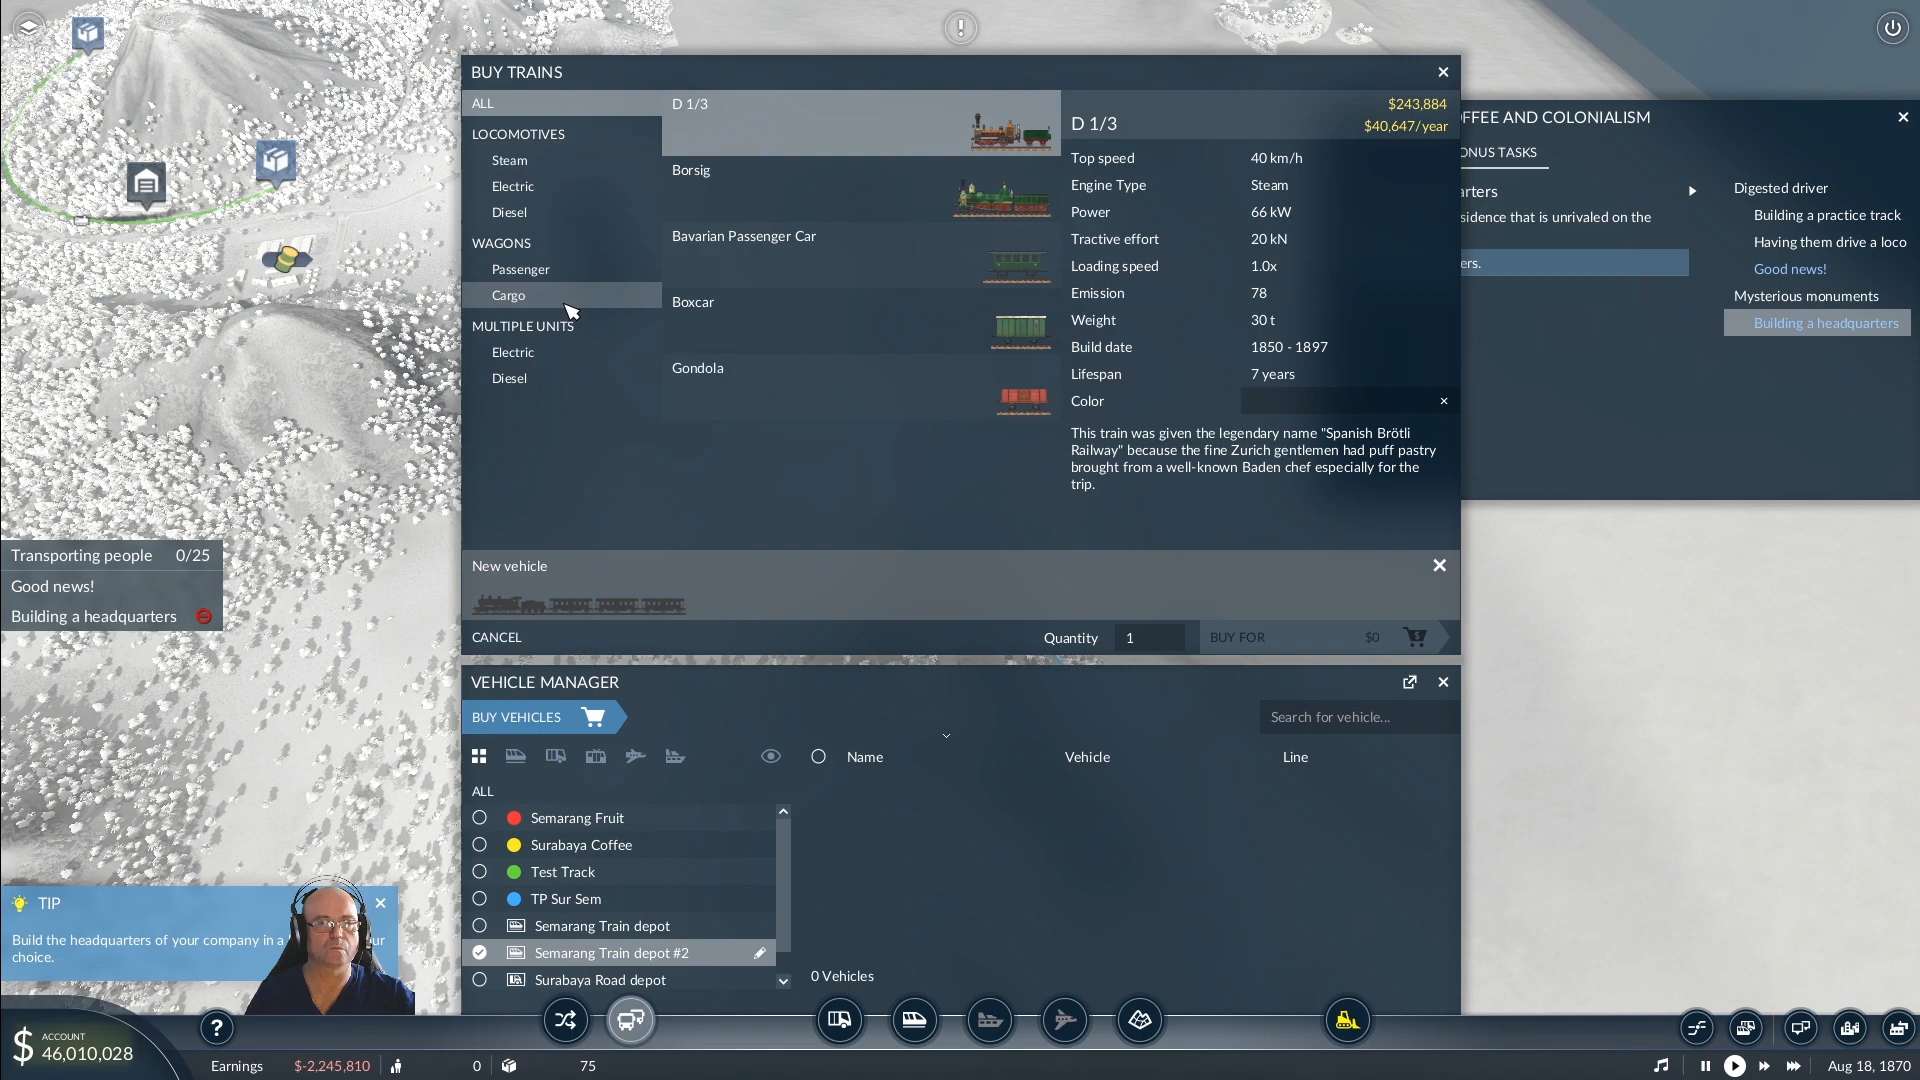 BUY TRAINS
ALL
LOCOMOTIVES
Steam
Electric
Diesel
WAGONS
Passenger
Cargo
MULTIPLE UNITS
Electric
Diesel
D 1/3
Borsig
Bavarian Passenger Car
Boxcar
Gondola
$243,884
D 1/3
$40,647/year
Top speed 40 km/h
Engine Type Steam
Power 66 kW
Tractive effort 20 kN
Loading speed 1.0x
Emission 78
Weight 30 t
Build date 1850 - 1897
Lifespan 7 years
Color
This train was given the legendary name "Spanish Brötli
Railway" because the fine Zurich gentlemen had puff pastry
brought from a well-known Baden chef especially for the
trip.
New vehicle
CANCEL
Quantity 1
BUY FOR $0
FFEE AND COLONIALISM
ONUS TASKS
arters
sidence that is unrivaled on the
ers.
Digested driver
Building a practice track
Having them drive a loco
Good news!
Mysterious monuments
Building a headquarters
Transporting people 0/25
Good news!
Building a headquarters
TIP
Build the headquarters of your company in a ur
choice.
VEHICLE MANAGER
BUY VEHICLES
Search for vehicle...
Name Vehicle Line
ALL
Semarang Fruit
Surabaya Coffee
Test Track
TP Sur Sem
Semarang Train depot
Semarang Train depot #2
Surabaya Road depot
0 Vehicles
$ ACCOUNT
46,010,028
?
Earnings $-2,245,810
0
75
Aug 18, 1870